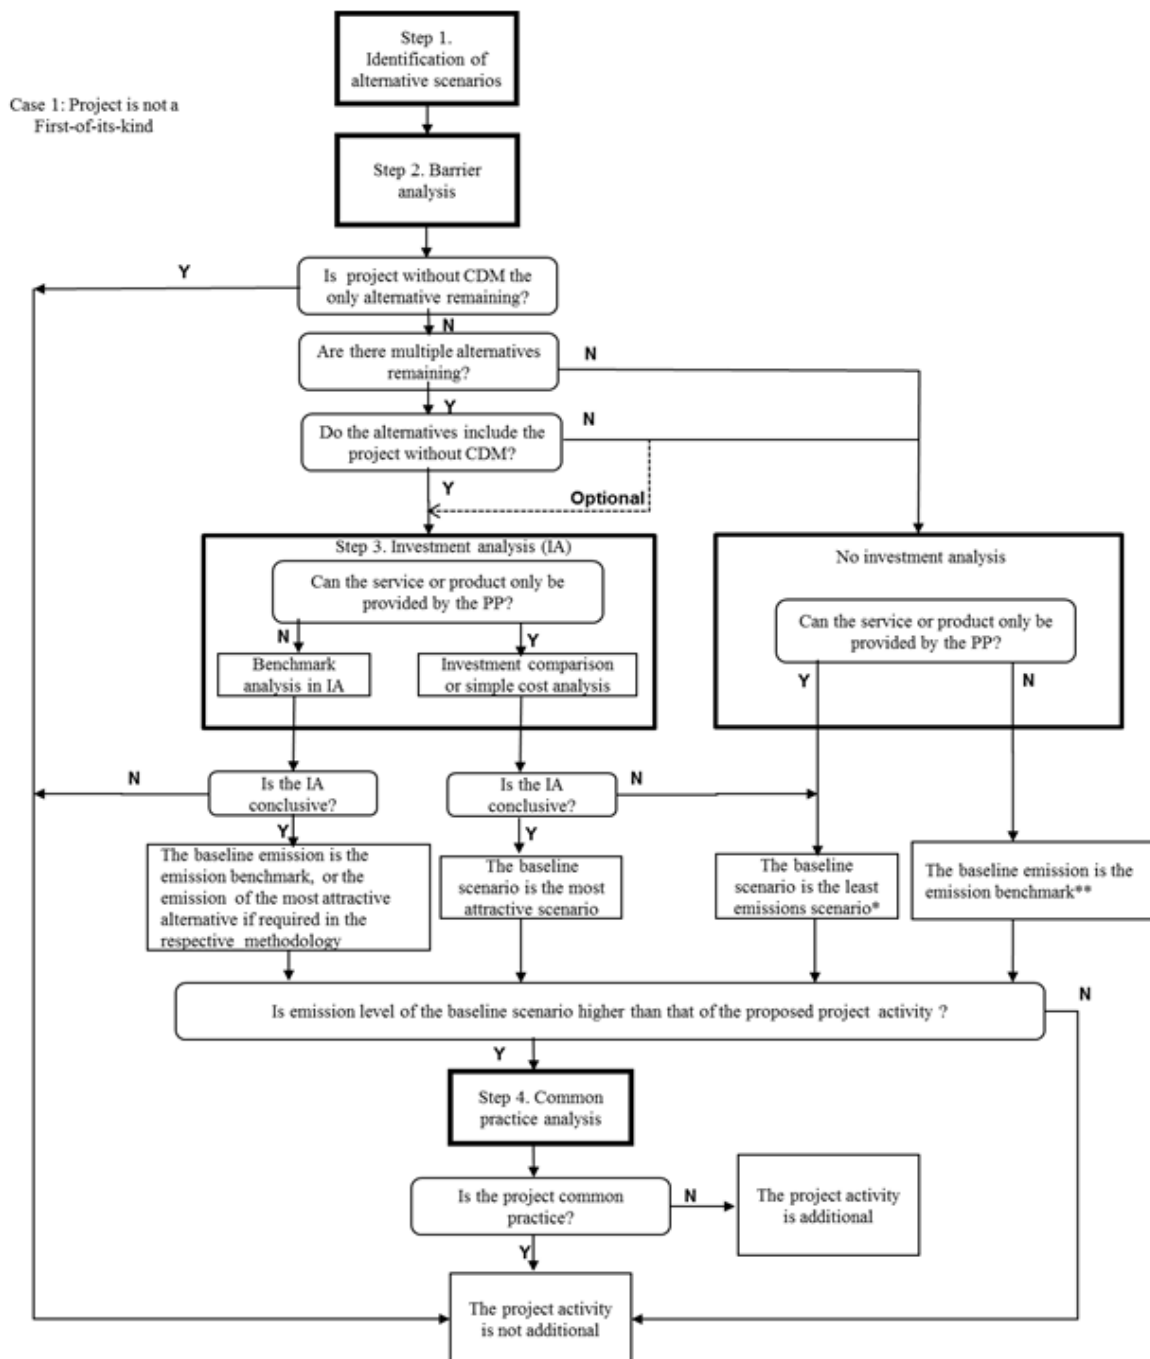 Step 1.
Identification of
alternative scenarios
Case 1: Project is not a
First-of-its-kind
Step 2. Barrier
analysis
Y
Is project without CDM the
only alternative remaining?
N
Are there multiple alternatives
remaining?
N
Y
Do the alternatives include the
project without CDM?
N
Y
Optional
Step 3. Investment analysis (IA)
Can the service or product only be
provided by the PP?
N
Y
Benchmark
analysis in IA
Investment comparison
or simple cost analysis
No investment analysis
Can the service or product only be
provided by the PP?
Y
N
N
Is the IA
conclusive?
Y
Is the IA
conclusive?
N
Y
The baseline emission is the
emission benchmark, or the
emission of the most attractive
alternative if required in the
respective methodology
The baseline
scenario is the most
attractive scenario
The baseline
scenario is the least
emissions scenario*
The baseline emission is the
emission benchmark**
Is emission level of the baseline scenario higher than that of the proposed project activity ?
N
Y
Step 4. Common
practice analysis
Is the project common
practice?
N
The project activity
is additional
Y
The project activity
is not additional